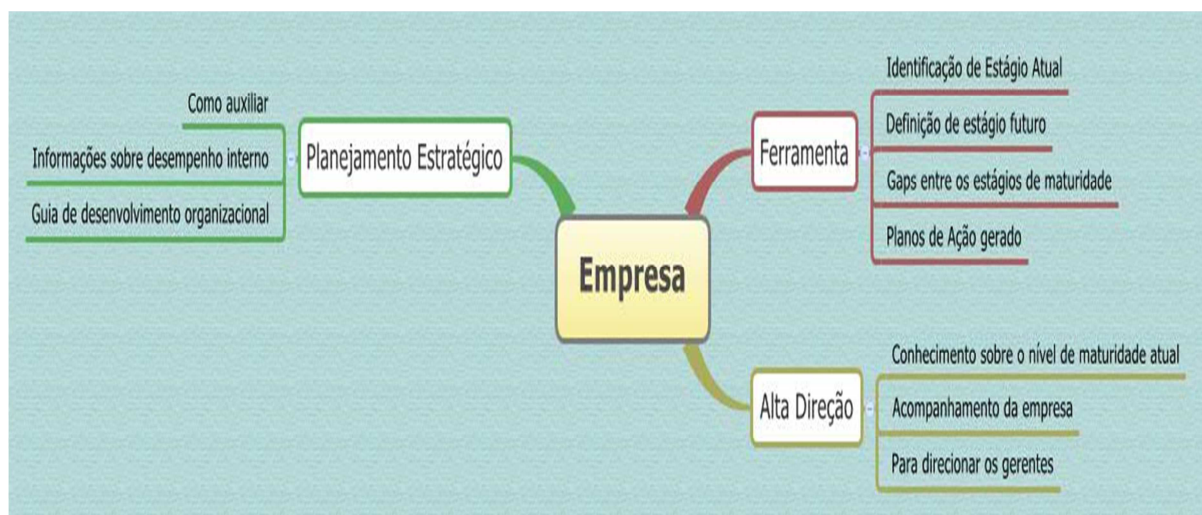 Como auxiliar
Informações sobre desempenho interno
Guia de desenvolvimento organizacional
Planejamento Estratégico
Empresa
Ferramenta
Identificação de Estágio Atual
Definição de estágio futuro
Gaps entre os estágios de maturidade
Planos de Ação gerado
Alta Direção
Conhecimento sobre o nível de maturidade atual
Acompanhamento da empresa
Para direcionar os gerentes